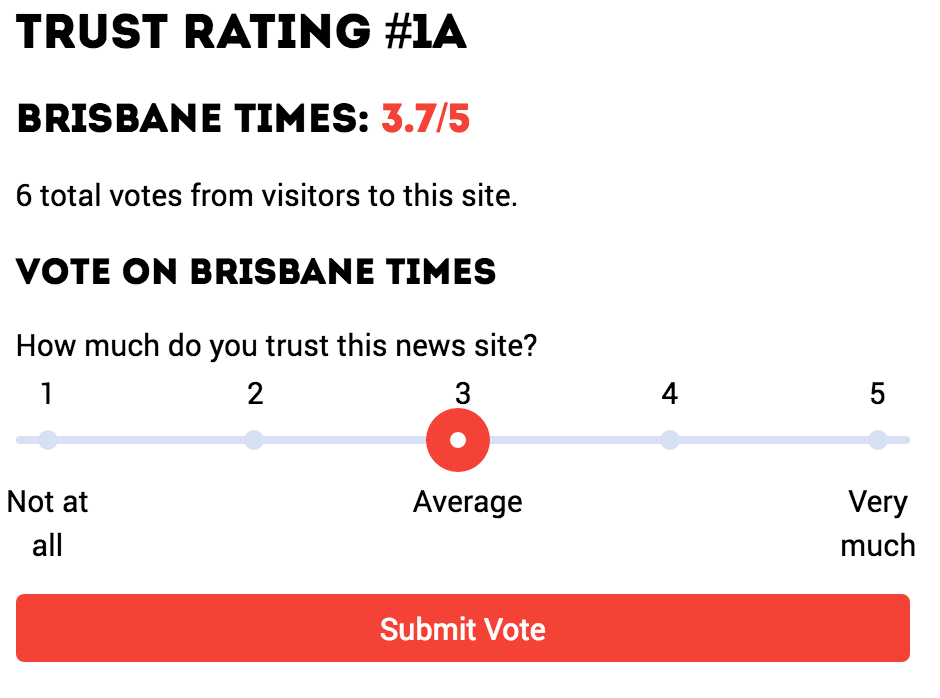 TRUST RATING #1A
BRISBANE TIMES: 3.7/5
6 total votes from visitors to this site.
VOTE ON BRISBANE TIMES
How much do you trust this news site?
1 2 3 4 5
Not at all Average Very much
Submit Vote